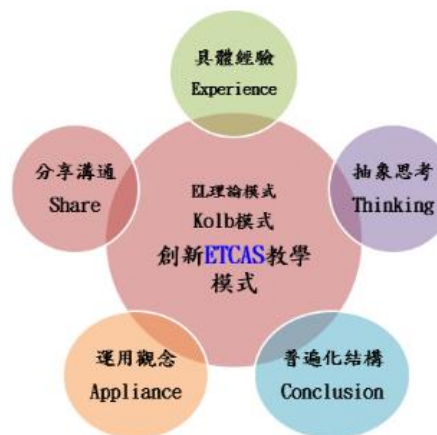 具體經驗
Experience
分享溝通
Share
EL理論模式
Kolb模式
創新ETCAS教學
模式
抽象思考
Thinking
運用觀念
Appliance
普遍化結構
Conclusion